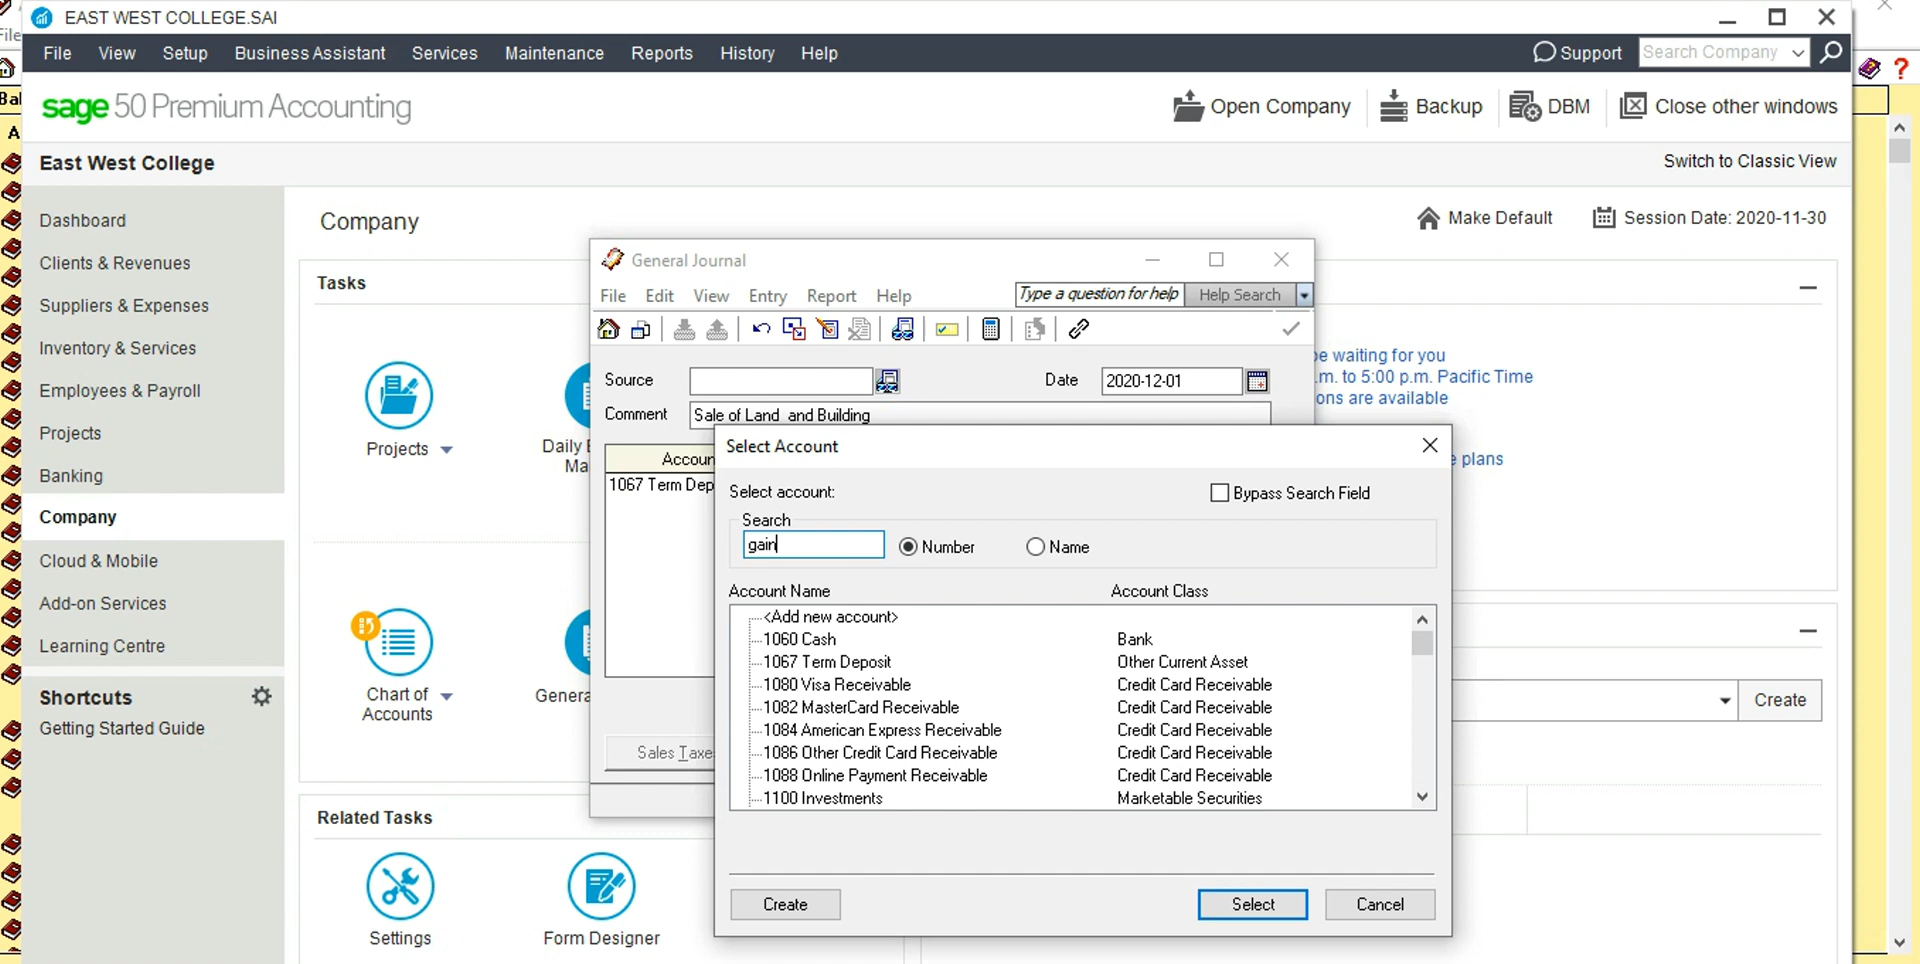 EAST WEST COLLEGE.SAI
File View Setup Business Assistant Services Maintenance Reports History Help
Support
Search Company
sage 50 Premium Accounting
Open Company
Backup
DBM
Close other windows
East West College
Switch to Classic View
Dashboard
Clients & Revenues
Suppliers & Expenses
Inventory & Services
Employees & Payroll
Projects
Banking
Company
Cloud & Mobile
Add-on Services
Learning Centre
Shortcuts
Getting Started Guide
Company
Make Default
Session Date: 2020-11-30
Tasks
Projects
Daily
Ma
Chart of
Accounts
Genera
Related Tasks
Settings
Form Designer
e waiting for you
.m. to 5:00 p.m. Pacific Time
ons are available
plans
Create
General Journal
File Edit View Entry Report Help
Type a question for help
Help Search
Source
Date 2020-12-01
Comment Sale of Land and Building
Accoun
1067 Term Dep
Sales Taxe
Select Account
Select account:
Bypass Search Field
Search
gain
Number
Name
Account Name Account Class
<Add new account>
1060 Cash Bank
1067 Term Deposit Other Current Asset
1080 Visa Receivable Credit Card Receivable
1082 MasterCard Receivable Credit Card Receivable
1084 American Express Receivable Credit Card Receivable
1086 Other Credit Card Receivable Credit Card Receivable
1088 Online Payment Receivable Credit Card Receivable
1100 Investments Marketable Securities
Create
Select
Cancel
File
Bal
A